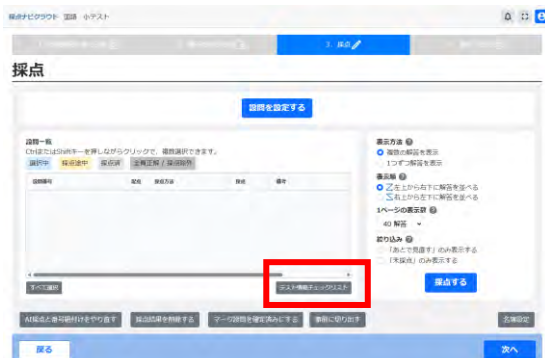 採点ナビクラウド 国語 小テスト
3. 採点
採点
設問を設定する
設問一覧
CtrlまたはShiftキーを押しながらクリックで、複数選択できます。
選択中 採点途中 採点済 全員正解 / 採点除外
設問番号 配点 採点方法 観点 備考
すべて選択 テスト情報チェックリスト
表示方法
複数の解答を表示
1つずつ解答を表示
表示順
左上から右下に解答を並べる
右上から左下に解答を並べる
1ページの表示数
40 解答
絞り込み
「あとで見直す」のみ表示する
「未採点」のみ表示する
採点する
AI採点と番号紐付けをやり直す 採点結果を削除する マーク設問を確定済みにする 個別に切り出す 名簿設定
戻る 次へ